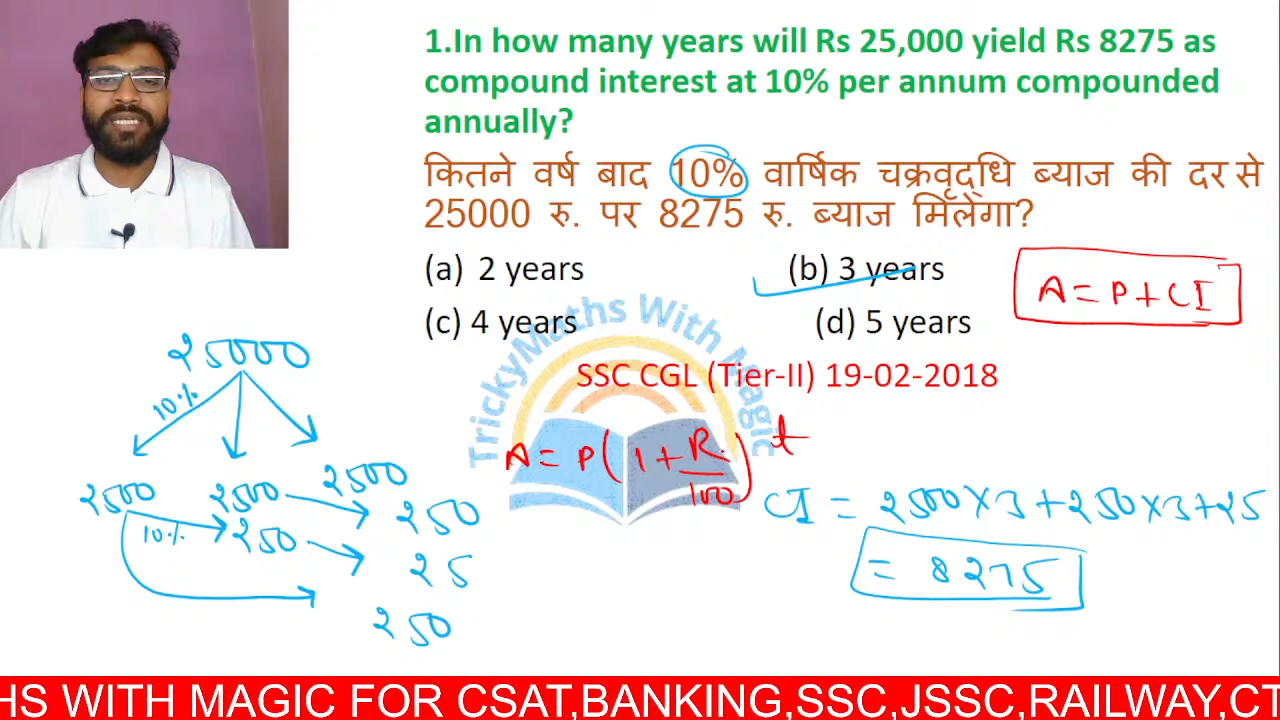 1.In how many years will Rs 25,000 yield Rs 8275 as
compound interest at 10% per annum compounded
annually?
कितने वर्ष बाद 10% वार्षिक चक्रवृद्धि ब्याज की दर से
25000 रु. पर 8275 रु. ब्याज मिलेगा?
(a) 2 years
(b) 3 years
A = P + CI
(c) 4 years
(d) 5 years
SSC CGL (Tier-II) 19-02-2018
TrickyMaths With Magic
25000
10%
2500 2500 2500
10% 250 250
25
250
A = P(1 + R/100)^t
CI = 2500×3+250×3+25
= 8275
HS WITH MAGIC FOR CSAT,BANKING,SSC,JSSC,RAILWAY,CT